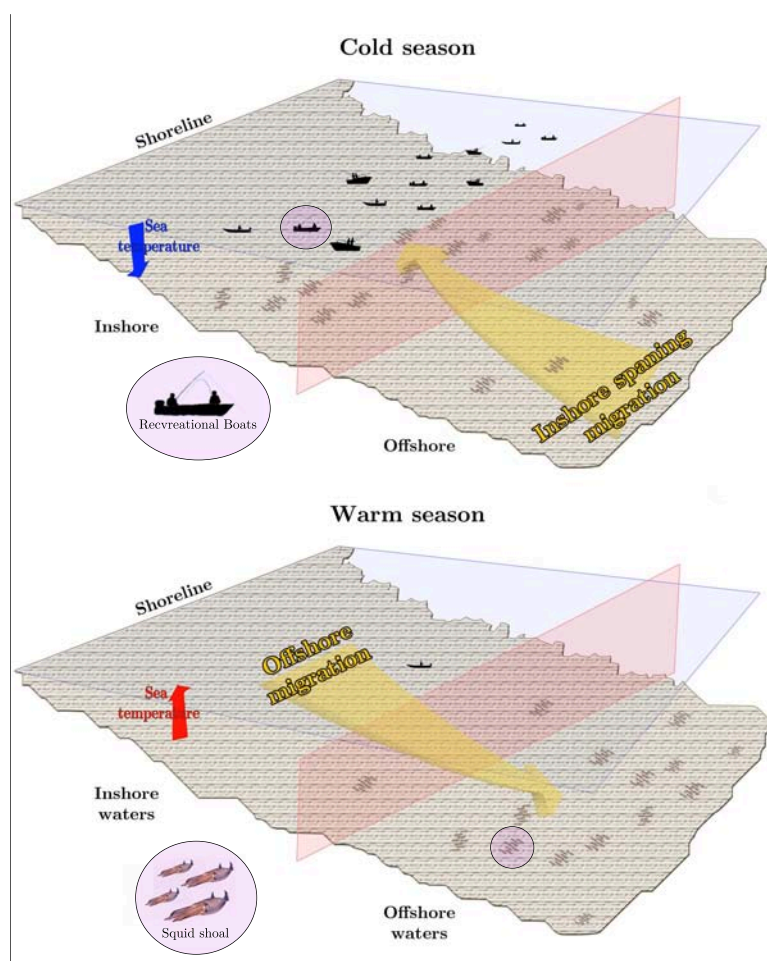 Cold season
Shoreline
Sea
temperature
Inshore
Recvreational Boats
Inshore spaning
migration
Offshore
Warm season
Shoreline
Offshore
migration
Sea
temperature
Inshore
waters
Squid shoal
Offshore
waters